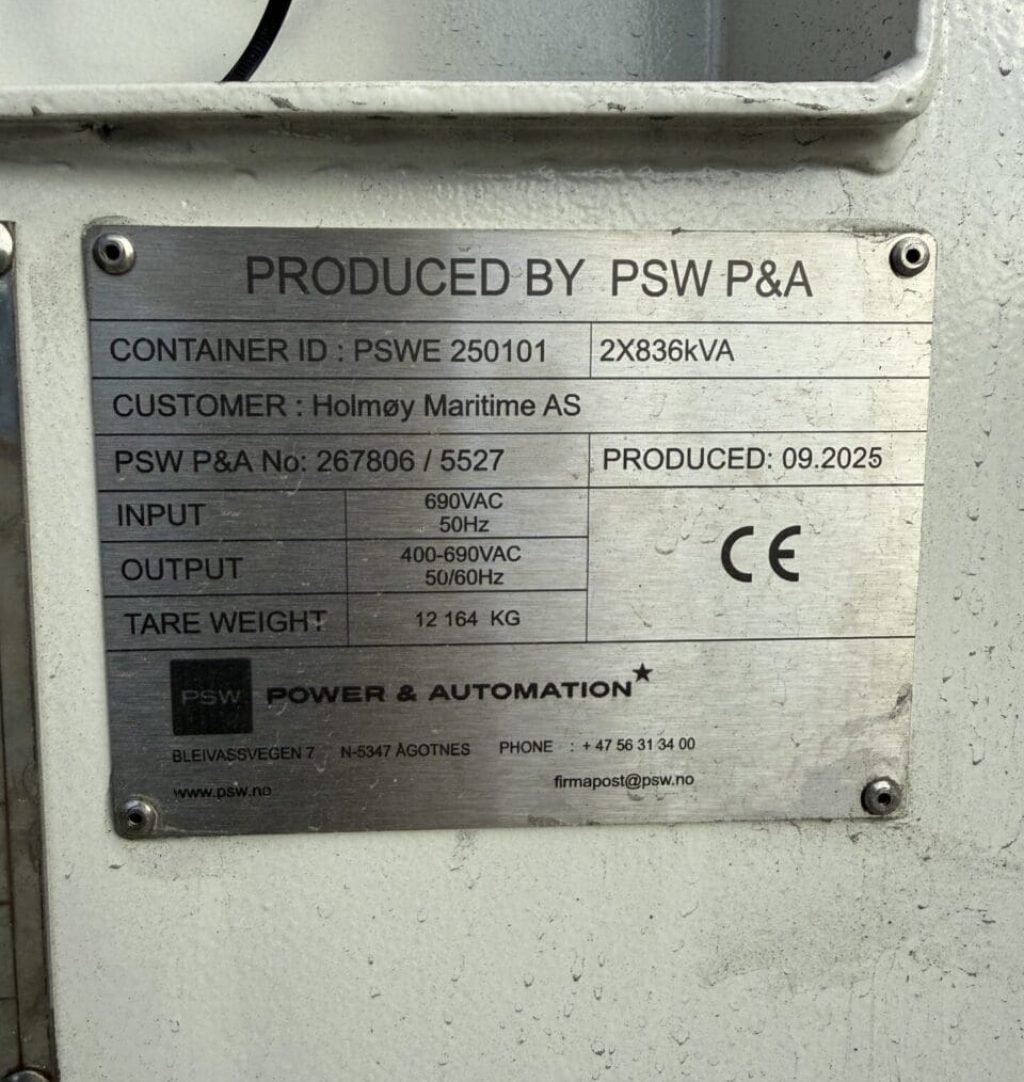 PRODUCED BY PSW P&A
CONTAINER ID : PSWE 250101 2X836kVA
CUSTOMER : Holmøy Maritime AS
PSW P&A No: 267806 / 5527 PRODUCED: 09.2025
INPUT 690VAC
50Hz
CE
OUTPUT 400-690VAC
50/60Hz
TARE WEIGHT 12 164 KG
PSW POWER & AUTOMATION
BLEIVASSVEGEN 7 N-5347 ÅGOTNES PHONE : + 47 56 31 34 00
www.psw.no firmapost@psw.no